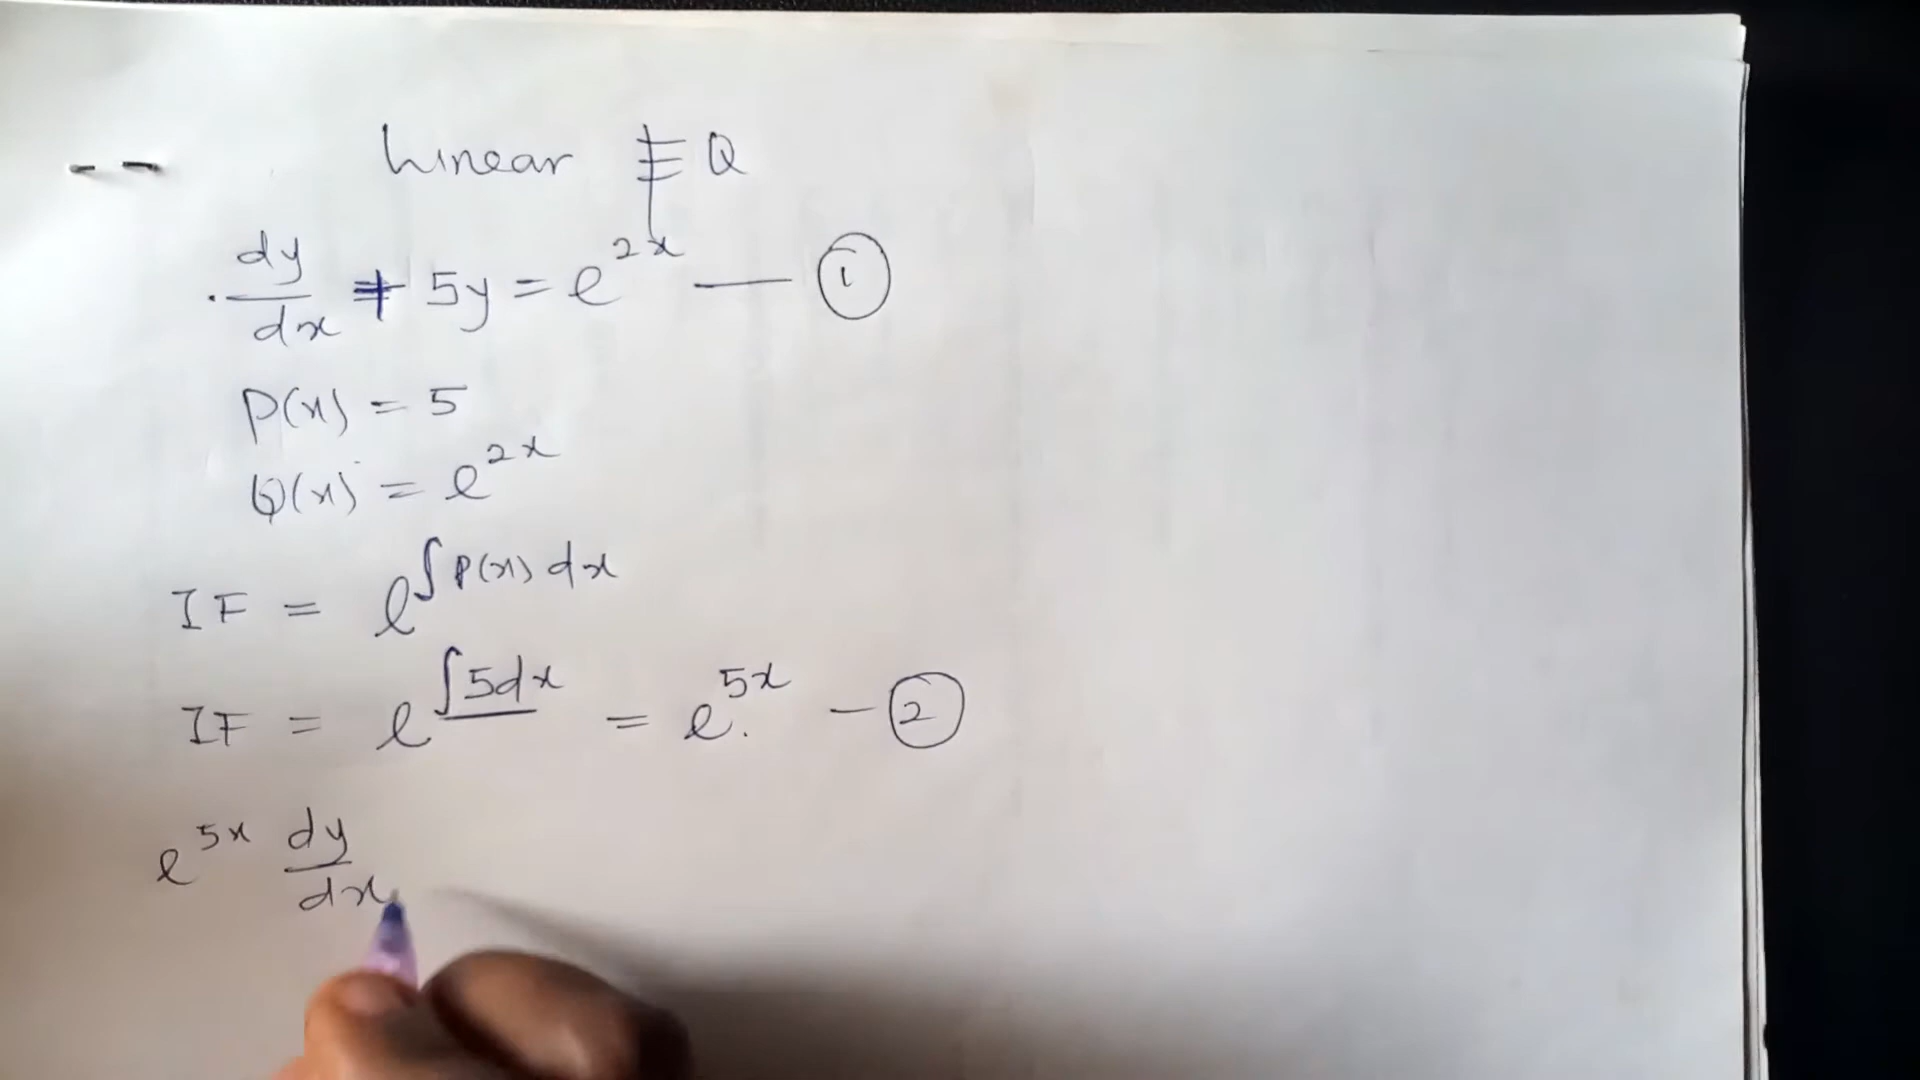 Linear EQ
dy/dx + 5y = e^2x — ①
P(x) = 5
Q(x) = e^2x
IF = e^∫P(x)dx
IF = e^∫5dx = e^5x. – ②
e^5x dy/dx